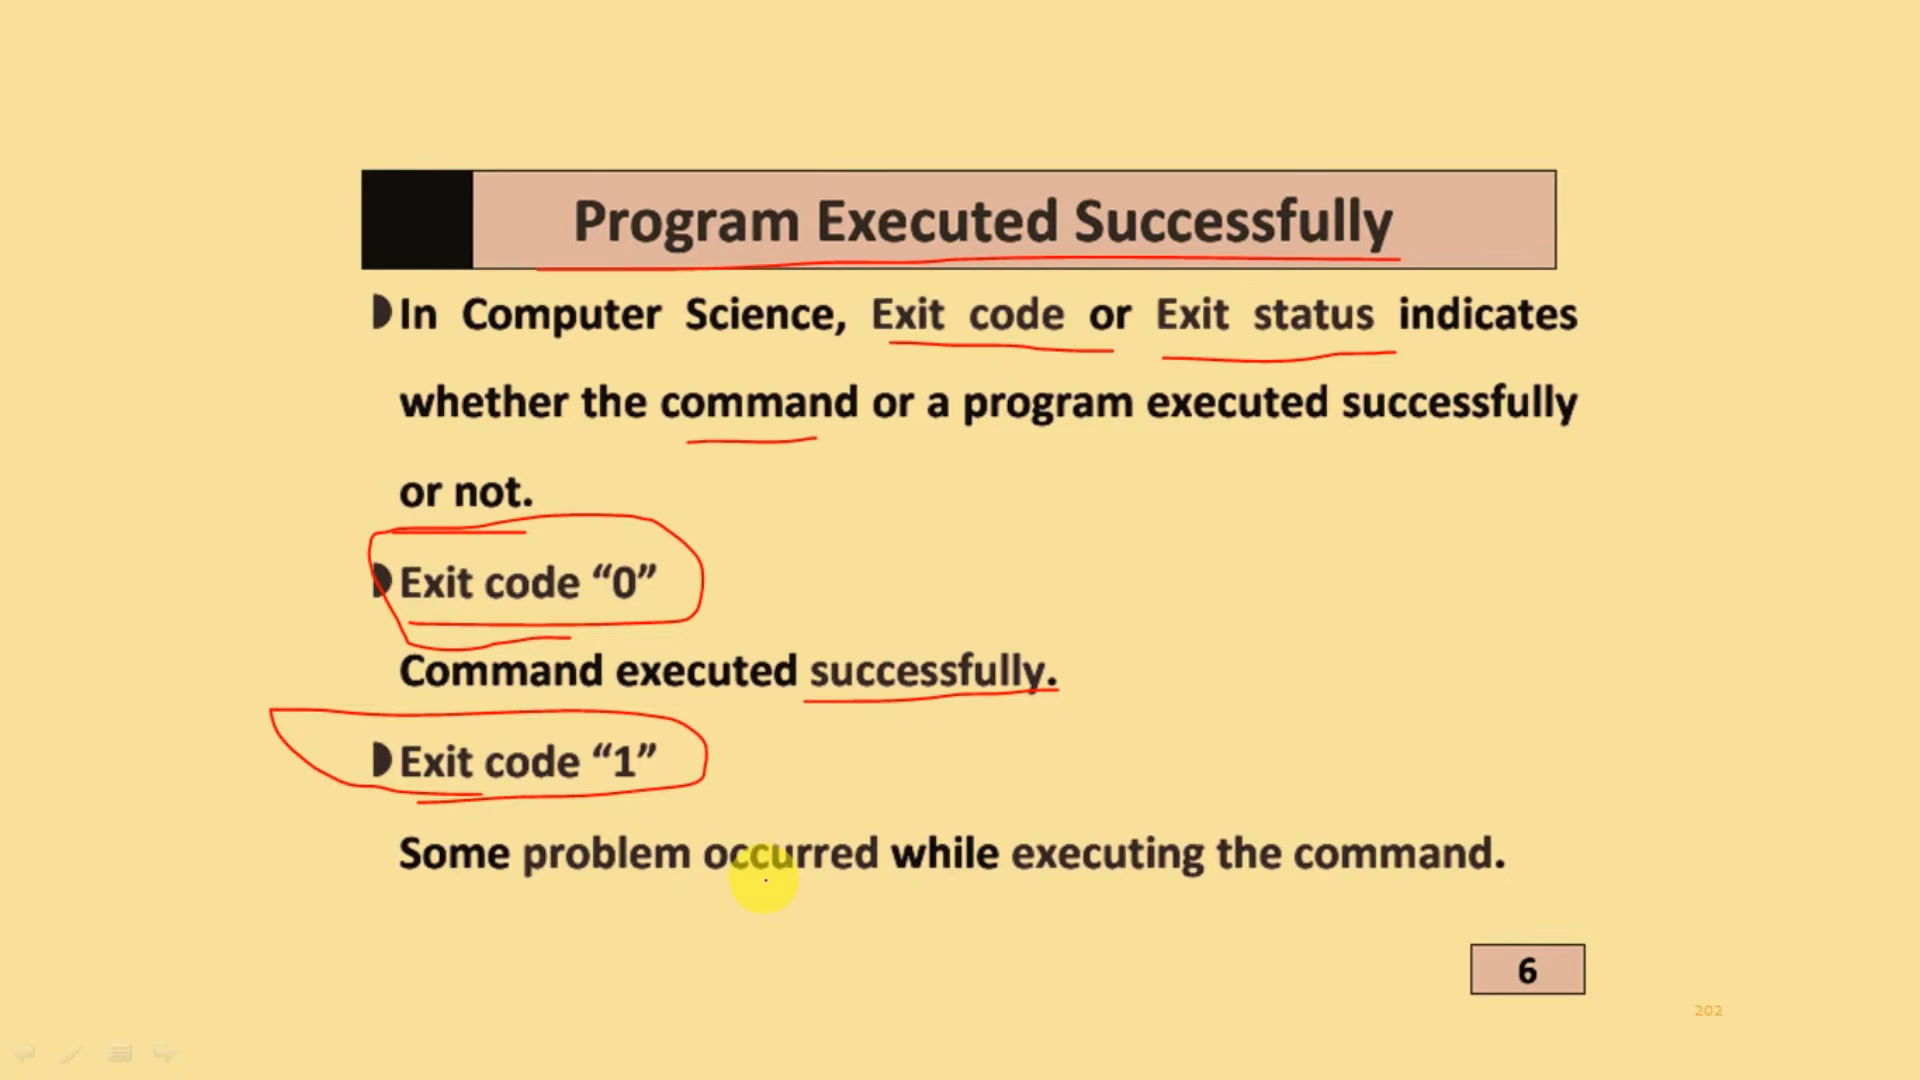 Program Executed Successfully
In Computer Science, Exit code or Exit status indicates
whether the command or a program executed successfully
or not.
Exit code “0”
Command executed successfully.
Exit code “1”
Some problem occurred while executing the command.
6
202